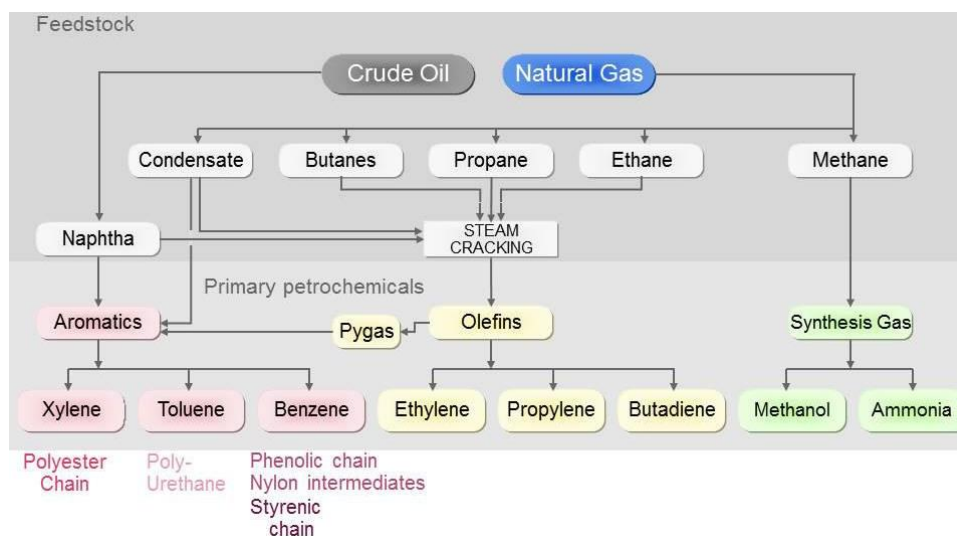 Feedstock
Crude Oil
Natural Gas
Condensate
Butanes
Propane
Ethane
Methane
Naphtha
STEAM
CRACKING
Primary petrochemicals
Aromatics
Pygas
Olefins
Synthesis Gas
Xylene
Toluene
Benzene
Ethylene
Propylene
Butadiene
Methanol
Ammonia
Polyester
Chain
Poly-
Urethane
Phenolic chain
Nylon intermediates
Styrenic
chain